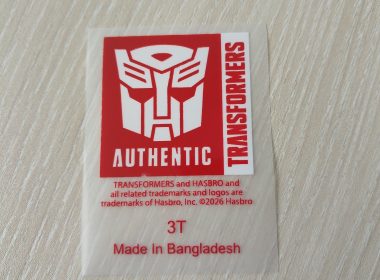 AUTHENTIC
TRANSFORMERS
TRANSFORMERS and HASBRO and
all related trademarks and logos are
trademarks of Hasbro, Inc. ©2026 Hasbro
3T
Made In Bangladesh